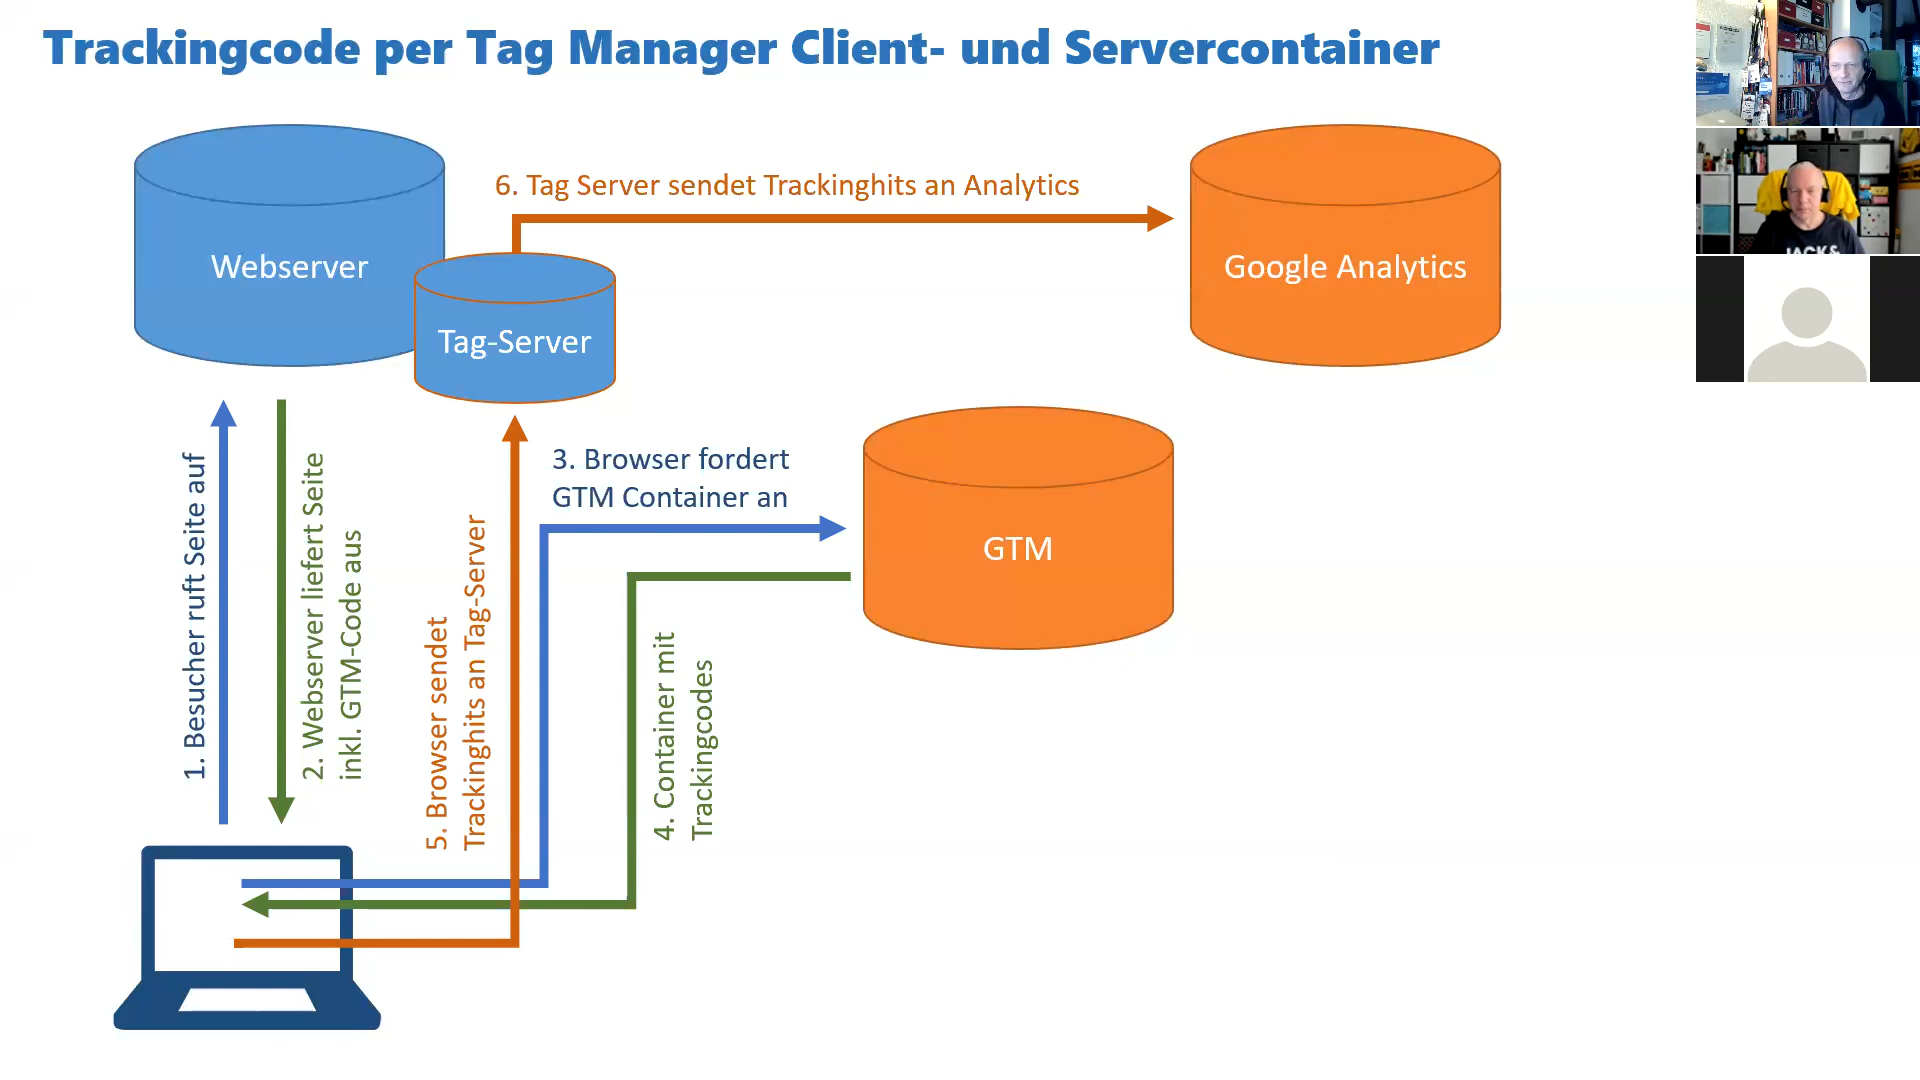 Trackingcode per Tag Manager Client- und Servercontainer
6. Tag Server sendet Trackinghits an Analytics
Webserver
Google Analytics
Tag-Server
3. Browser fordert
GTM Container an
GTM
1. Besucher ruft Seite auf
2. Webserver liefert Seite
inkl. GTM-Code aus
5. Browser sendet
Trackinghits an Tag-Server
4. Container mit
Trackingcodes
JACK &